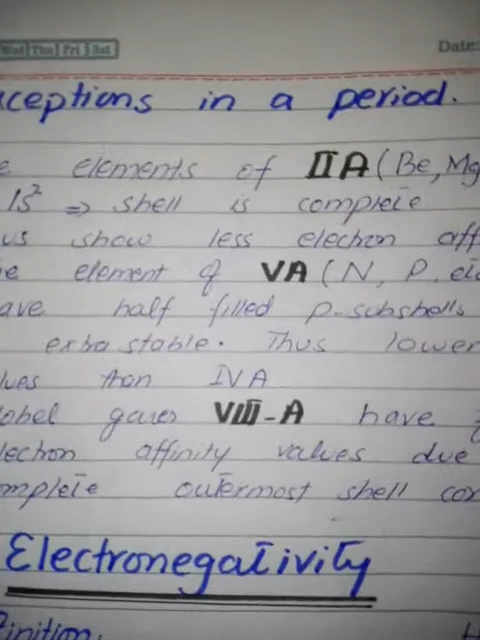 Wed Thu Fri Sat Date:
ceptions in a period.
e elements of IIA (Be, Mg
1s² ⇒ shell is complete
us show less electron aff
e element of VA (N, P, etc
ave half filled p-subshells
extra stable. Thus lower
lues than IVA
obel gases VIII-A have
lectron affinity values due
mplete outermost shell con
Electronegativity
finition: